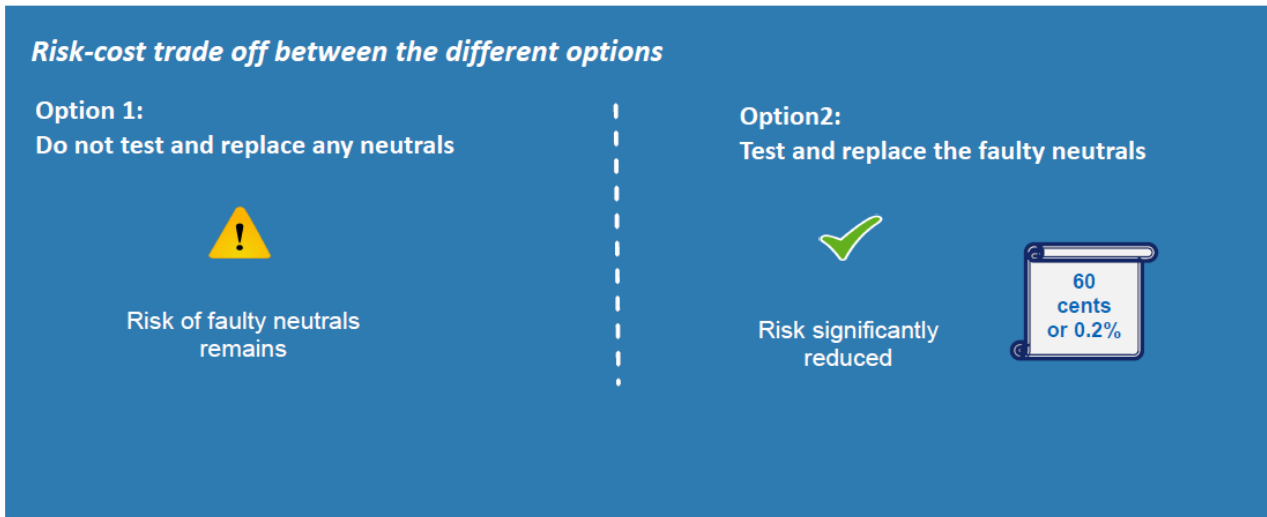 Risk-cost trade off between the different options
Option 1:
Do not test and replace any neutrals
!
Risk of faulty neutrals
remains
Option2:
Test and replace the faulty neutrals
Risk significantly
reduced
60
cents
or 0.2%